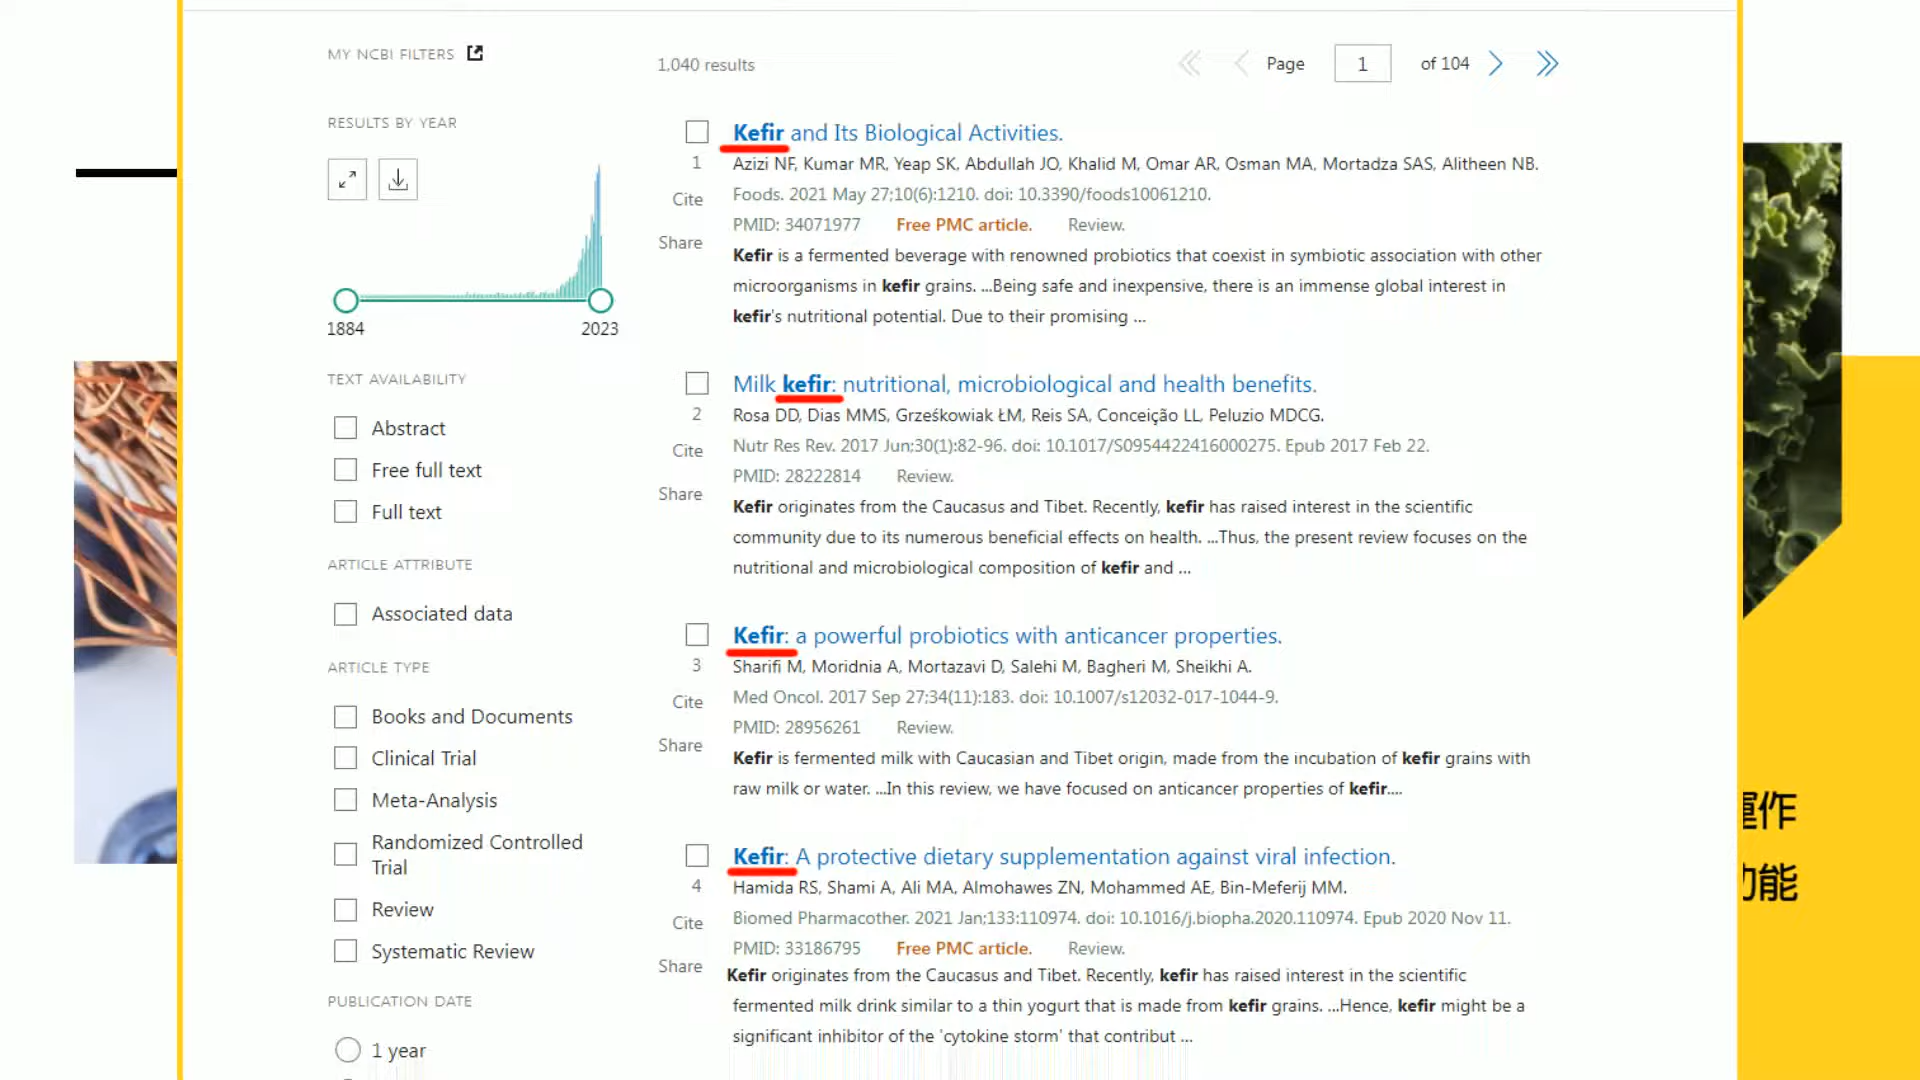 MY NCBI FILTERS
1,040 results
Page 1 of 104
RESULTS BY YEAR
1884
2023
TEXT AVAILABILITY
Abstract
Free full text
Full text
ARTICLE ATTRIBUTE
Associated data
ARTICLE TYPE
Books and Documents
Clinical Trial
Meta-Analysis
Randomized Controlled
Trial
Review
Systematic Review
PUBLICATION DATE
1 year
Kefir and Its Biological Activities.
1
Azizi NF, Kumar MR, Yeap SK, Abdullah JO, Khalid M, Omar AR, Osman MA, Mortadza SAS, Alitheen NB.
Cite
Foods. 2021 May 27;10(6):1210. doi: 10.3390/foods10061210.
PMID: 34071977 Free PMC article. Review.
Share
Kefir is a fermented beverage with renowned probiotics that coexist in symbiotic association with other
microorganisms in kefir grains. ...Being safe and inexpensive, there is an immense global interest in
kefir's nutritional potential. Due to their promising ...
Milk kefir: nutritional, microbiological and health benefits.
2
Rosa DD, Dias MMS, Grześkowiak ŁM, Reis SA, Conceição LL, Peluzio MDCG.
Cite
Nutr Res Rev. 2017 Jun;30(1):82-96. doi: 10.1017/S0954422416000275. Epub 2017 Feb 22.
PMID: 28222814 Review.
Share
Kefir originates from the Caucasus and Tibet. Recently, kefir has raised interest in the scientific
community due to its numerous beneficial effects on health. ...Thus, the present review focuses on the
nutritional and microbiological composition of kefir and ...
Kefir: a powerful probiotics with anticancer properties.
3
Sharifi M, Moridnia A, Mortazavi D, Salehi M, Bagheri M, Sheikhi A.
Cite
Med Oncol. 2017 Sep 27;34(11):183. doi: 10.1007/s12032-017-1044-9.
PMID: 28956261 Review.
Share
Kefir is fermented milk with Caucasian and Tibet origin, made from the incubation of kefir grains with
raw milk or water. ...In this review, we have focused on anticancer properties of kefir....
Kefir: A protective dietary supplementation against viral infection.
4
Hamida RS, Shami A, Ali MA, Almohawes ZN, Mohammed AE, Bin-Meferij MM.
Cite
Biomed Pharmacother. 2021 Jan;133:110974. doi: 10.1016/j.biopha.2020.110974. Epub 2020 Nov 11.
PMID: 33186795 Free PMC article. Review.
Share
Kefir originates from the Caucasus and Tibet. Recently, kefir has raised interest in the scientific
fermented milk drink similar to a thin yogurt that is made from kefir grains. ...Hence, kefir might be a
significant inhibitor of the 'cytokine storm' that contribut ...
運作
功能